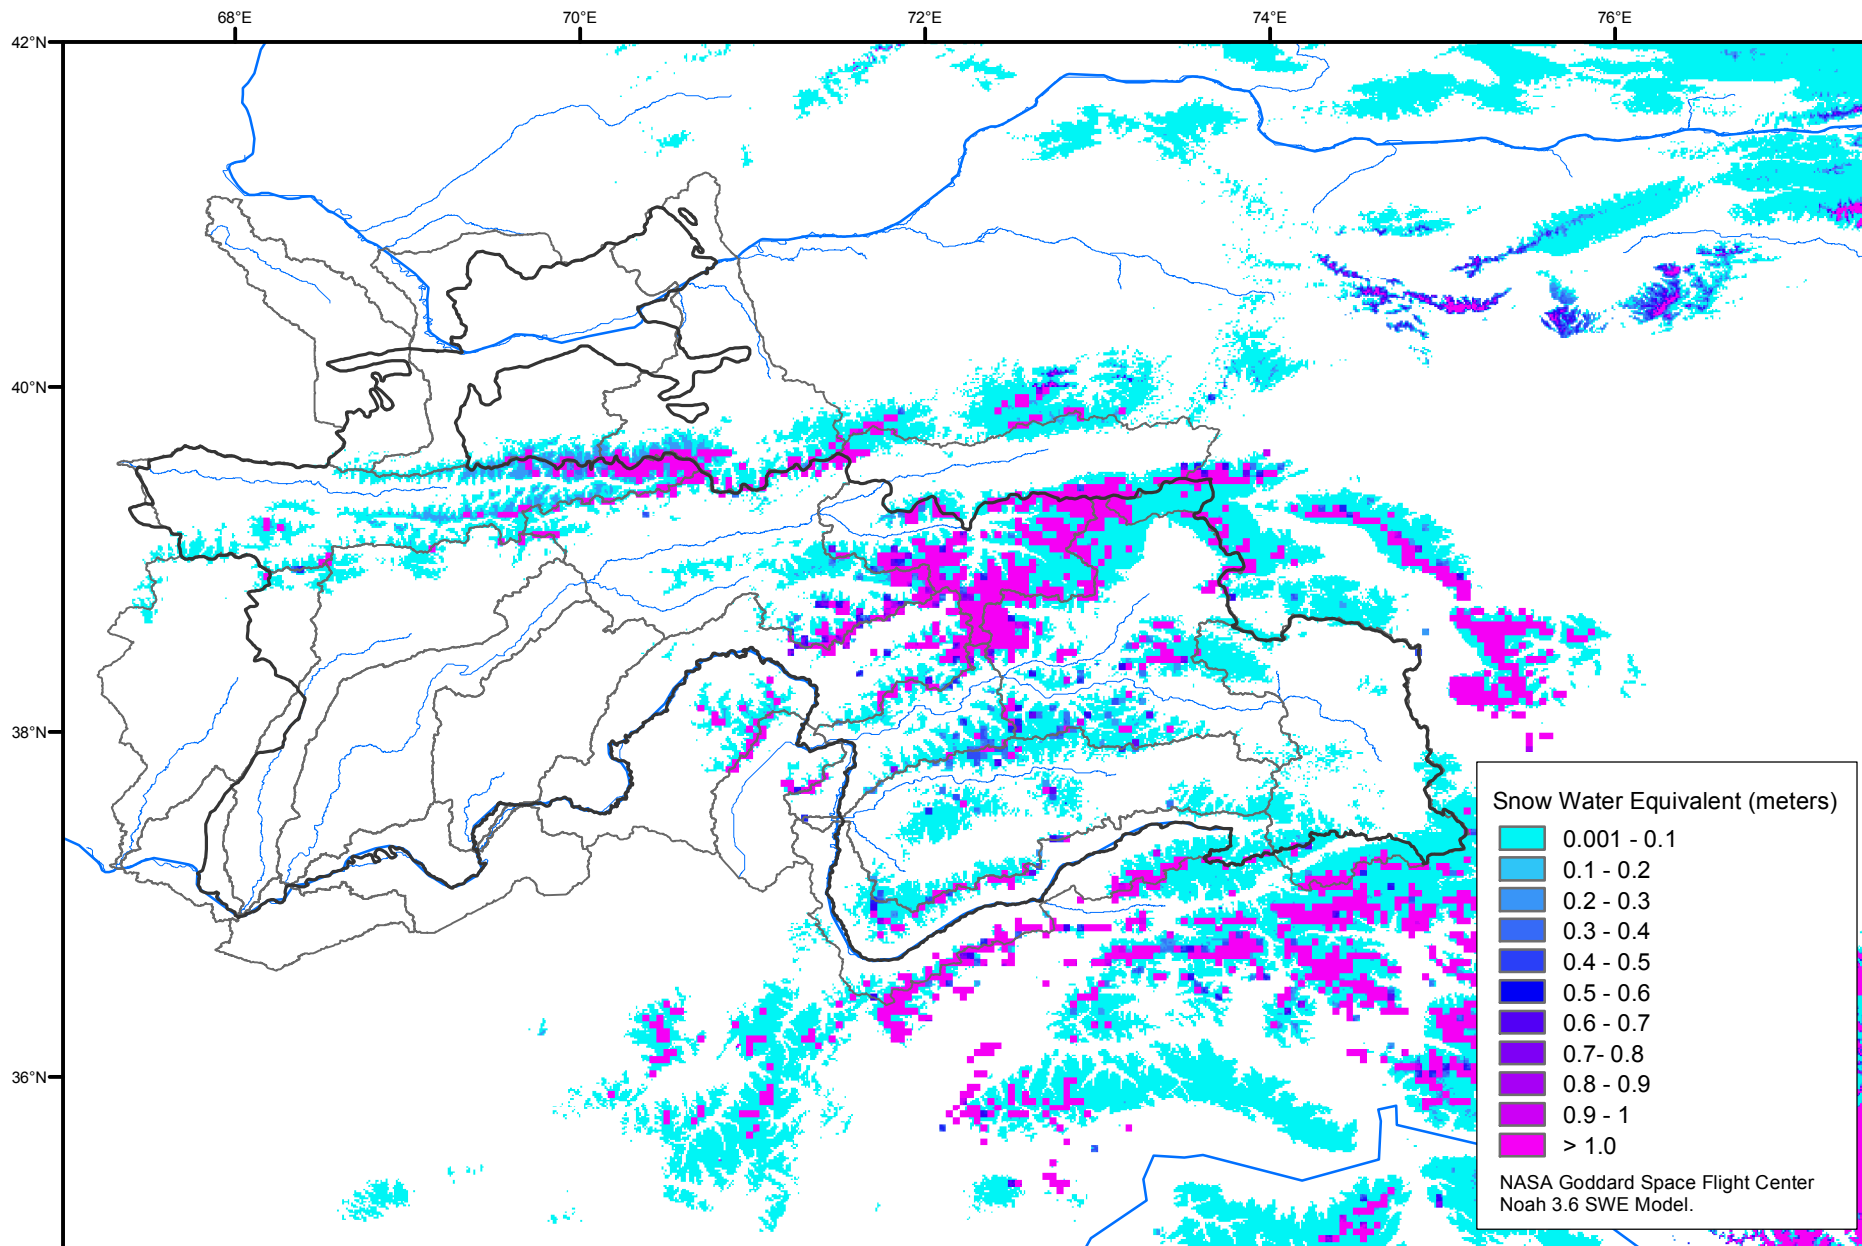 68°E
70°E
72°E
74°E
76°E
42°N
40°N
38°N
36°N
Snow Water Equivalent (meters)
0.001 - 0.1
0.1 - 0.2
0.2 - 0.3
0.3 - 0.4
0.4 - 0.5
0.5 - 0.6
0.6 - 0.7
0.7- 0.8
0.8 - 0.9
0.9 - 1
> 1.0
NASA Goddard Space Flight Center
Noah 3.6 SWE Model.